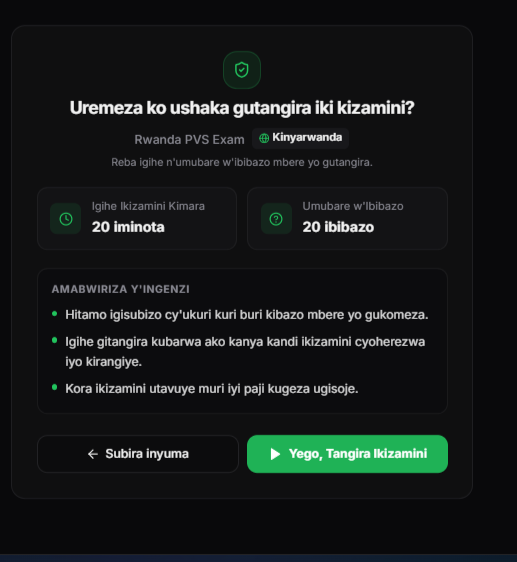 Uremeza ko ushaka gutangira iki kizamini?
Rwanda PVS Exam Kinyarwanda
Reba igihe n'umubare w'ibibazo mbere yo gutangira.
Igihe Ikizamini Kimara
20 iminota
Umubare w'Ibibazo
20 ibibazo
AMABWIRIZA Y'INGENZI
Hitamo igisubizo cy'ukuri kuri buri kibazo mbere yo gukomeza.
Igihe gitangira kubarwa ako kanya kandi ikizamini cyoherezwa
iyo kirangiye.
Kora ikizamini utavuye muri iyi paji kugeza ugisoje.
Subira inyuma
Yego, Tangira Ikizamini